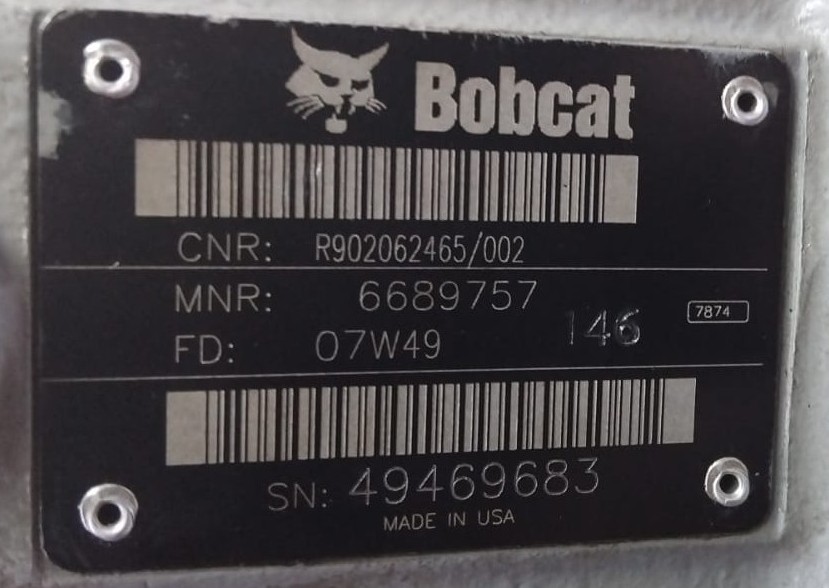 Bobcat
CNR: R902062465/002
MNR: 6689757
FD: 07W49 146 7874
SN: 49469683
MADE IN USA